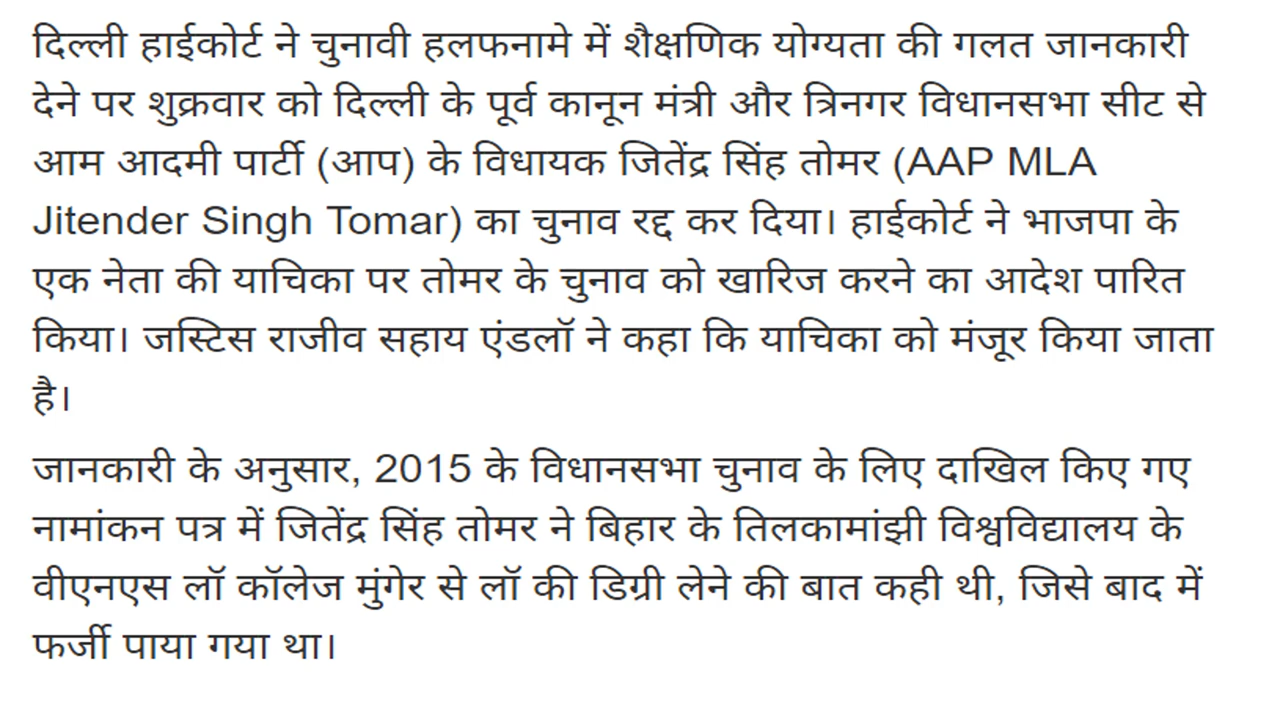 दिल्ली हाईकोर्ट ने चुनावी हलफनामे में शैक्षणिक योग्यता की गलत जानकारी
देने पर शुक्रवार को दिल्ली के पूर्व कानून मंत्री और त्रिनगर विधानसभा सीट से
आम आदमी पार्टी (आप) के विधायक जितेंद्र सिंह तोमर (AAP MLA
Jitender Singh Tomar) का चुनाव रद्द कर दिया। हाईकोर्ट ने भाजपा के
एक नेता की याचिका पर तोमर के चुनाव को खारिज करने का आदेश पारित
किया। जस्टिस राजीव सहाय एंडलॉ ने कहा कि याचिका को मंजूर किया जाता
है।
जानकारी के अनुसार, 2015 के विधानसभा चुनाव के लिए दाखिल किए गए
नामांकन पत्र में जितेंद्र सिंह तोमर ने बिहार के तिलकामांझी विश्वविद्यालय के
वीएनएस लॉ कॉलेज मुंगेर से लॉ की डिग्री लेने की बात कही थी, जिसे बाद में
फर्जी पाया गया था।